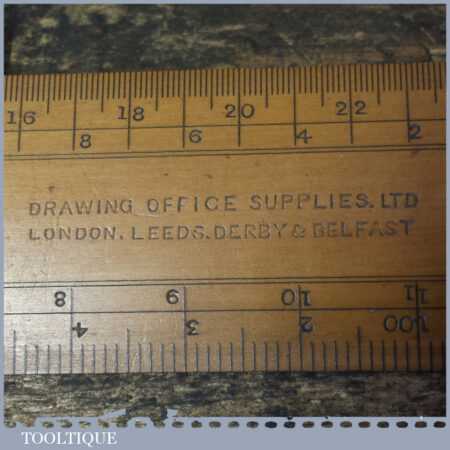 16 18 20 22
8 6 4 2
DRAWING OFFICE SUPPLIES. LTD
LONDON. LEEDS. DERBY & BELFAST
8 9 10 11
4 3 2 100
TOOLTIQUE